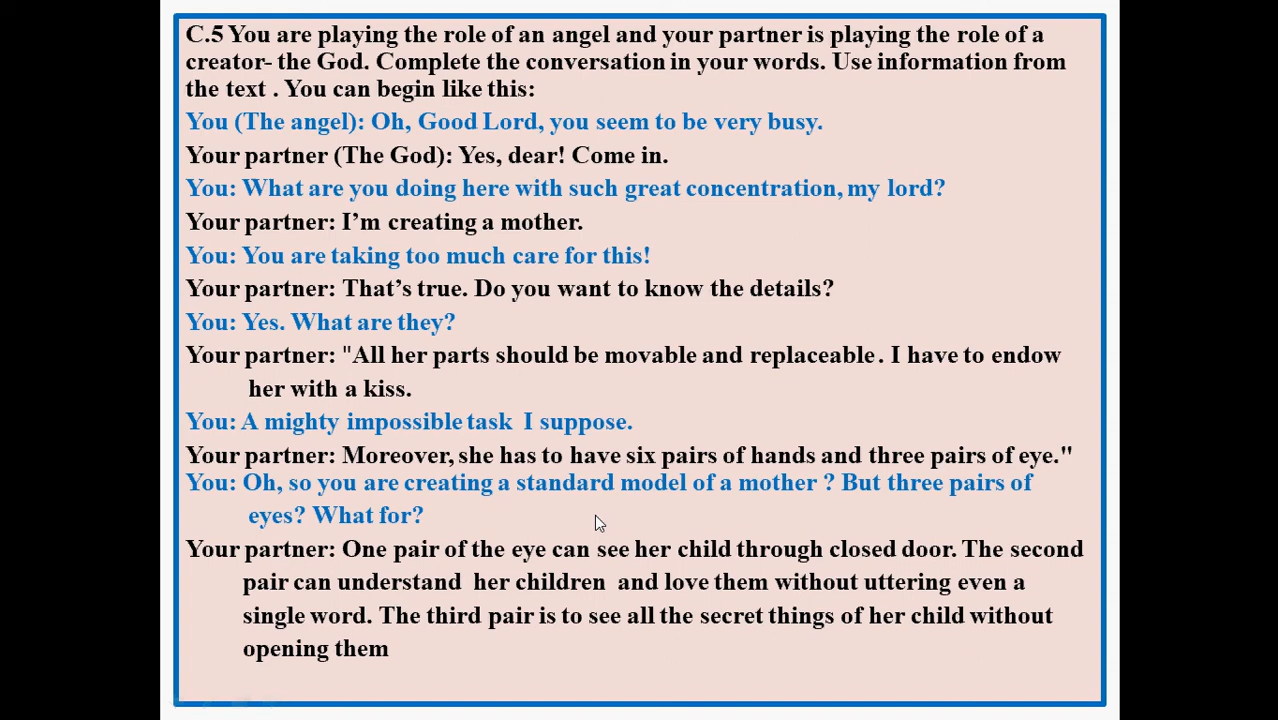 C.5 You are playing the role of an angel and your partner is playing the role of a
creator- the God. Complete the conversation in your words. Use information from
the text . You can begin like this:
You (The angel): Oh, Good Lord, you seem to be very busy.
Your partner (The God): Yes, dear! Come in.
You: What are you doing here with such great concentration, my lord?
Your partner: I’m creating a mother.
You: You are taking too much care for this!
Your partner: That’s true. Do you want to know the details?
You: Yes. What are they?
Your partner: "All her parts should be movable and replaceable . I have to endow
her with a kiss.
You: A mighty impossible task I suppose.
Your partner: Moreover, she has to have six pairs of hands and three pairs of eye."
You: Oh, so you are creating a standard model of a mother ? But three pairs of
eyes? What for?
Your partner: One pair of the eye can see her child through closed door. The second
pair can understand her children and love them without uttering even a
single word. The third pair is to see all the secret things of her child without
opening them